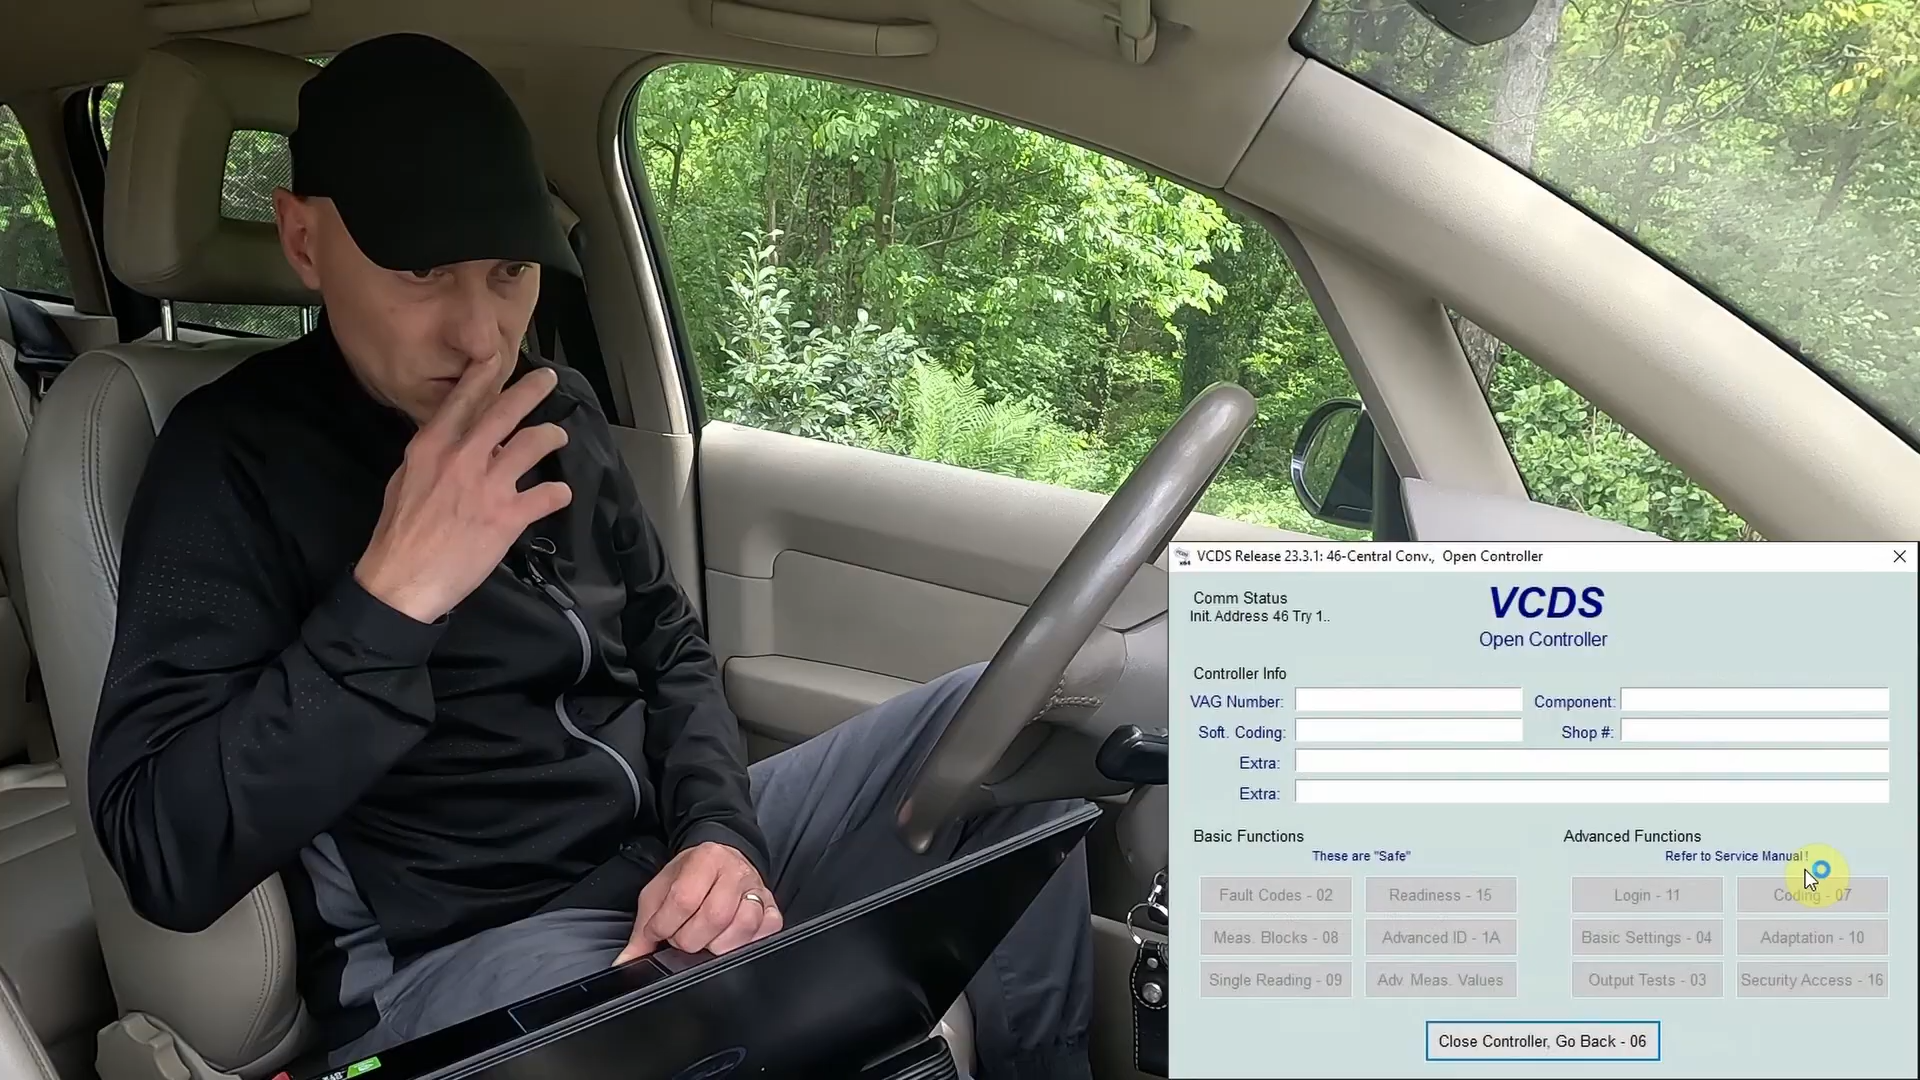 VCDS Release 23.3.1: 46-Central Conv., Open Controller
Comm Status
Init. Address 46 Try 1..
VCDS
Open Controller
Controller Info
VAG Number:
Component:
Soft. Coding:
Shop #:
Extra:
Extra:
Basic Functions
These are "Safe"
Advanced Functions
Refer to Service Manual!
Fault Codes - 02
Readiness - 15
Login - 11
Coding - 07
Meas. Blocks - 08
Advanced ID - 1A
Basic Settings - 04
Adaptation - 10
Single Reading - 09
Adv. Meas. Values
Output Tests - 03
Security Access - 16
Close Controller, Go Back - 06